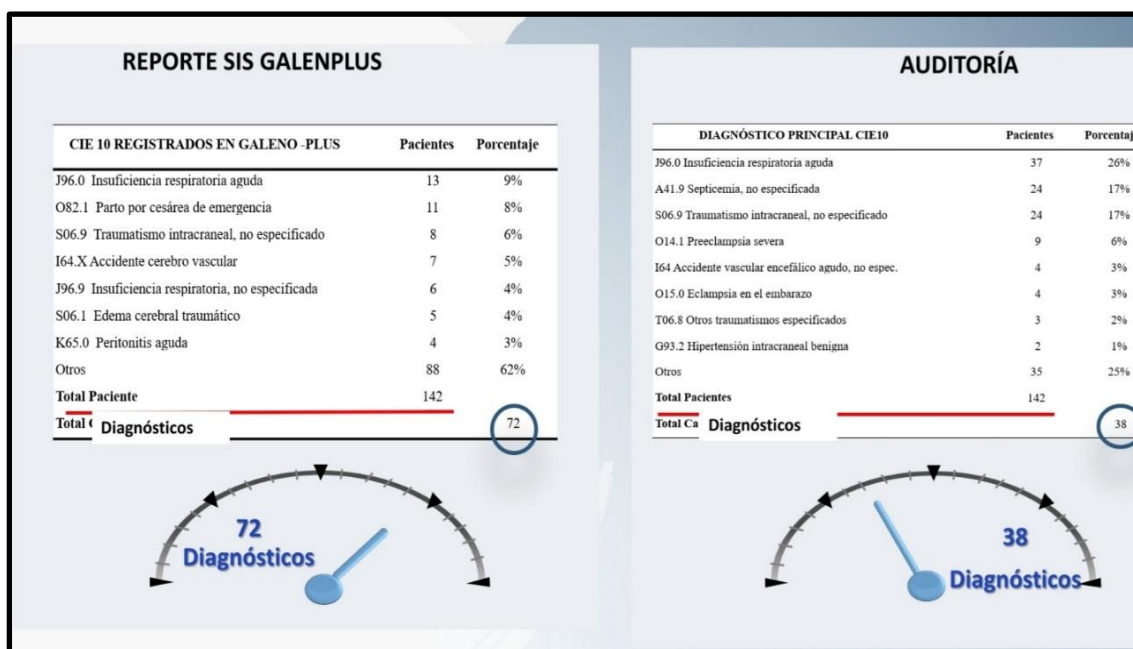 REPORTE SIS GALENPLUS
CIE 10 REGISTRADOS EN GALENO -PLUS Pacientes Porcentaje
J96.0 Insuficiencia respiratoria aguda 13 9%
O82.1 Parto por cesárea de emergencia 11 8%
S06.9 Traumatismo intracraneal, no especificado 8 6%
I64.X Accidente cerebro vascular 7 5%
J96.9 Insuficiencia respiratoria, no especificada 6 4%
S06.1 Edema cerebral traumático 5 4%
K65.0 Peritonitis aguda 4 3%
Otros 88 62%
Total Paciente 142
Total Diagnósticos 72
72
Diagnósticos
AUDITORÍA
DIAGNÓSTICO PRINCIPAL CIE10 Pacientes Porcentaj
J96.0 Insuficiencia respiratoria aguda 37 26%
A41.9 Septicemia, no especificada 24 17%
S06.9 Traumatismo intracraneal, no especificado 24 17%
O14.1 Preeclampsia severa 9 6%
I64 Accidente vascular encefálico agudo, no espec. 4 3%
O15.0 Eclampsia en el embarazo 4 3%
T06.8 Otros traumatismos especificados 3 2%
G93.2 Hipertensión intracraneal benigna 2 1%
Otros 35 25%
Total Pacientes 142
Total Ca Diagnósticos 38
38
Diagnósticos